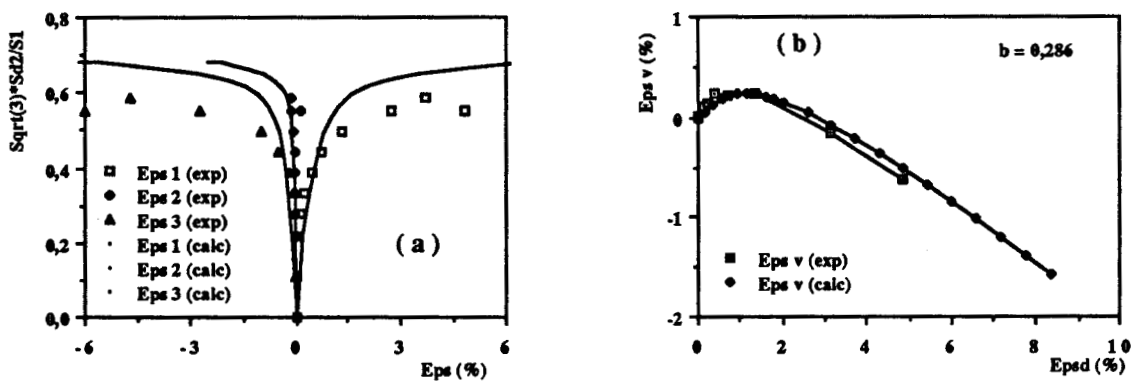 0,8
0,6
0,4
0,2
0,0
Sqrt(3)*Sd2/S1
Eps 1 (exp)
Eps 2 (exp)
Eps 3 (exp)
Eps 1 (calc)
Eps 2 (calc)
Eps 3 (calc)
( a )
-6 -3 0 3 6
Eps (%)
1
0
-1
-2
Eps v (%)
( b )
b = 0,286
Eps v (exp)
Eps v (calc)
0 2 4 6 8 10
Epsd (%)